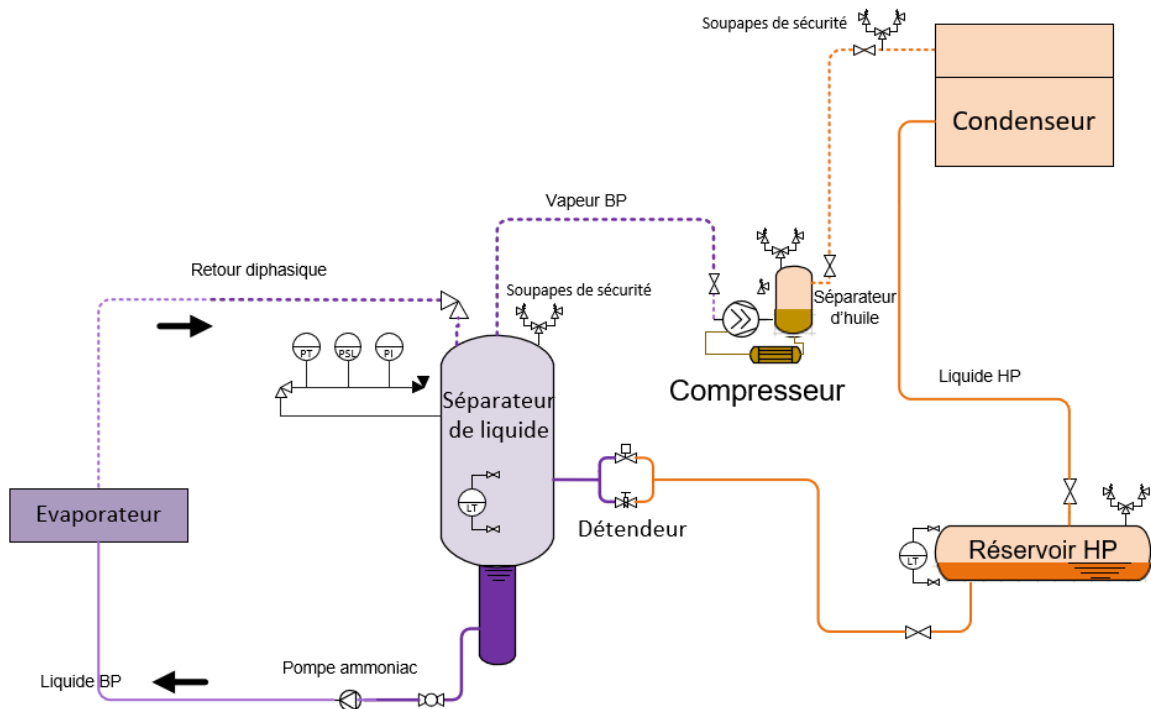 Soupapes de sécurité
Condenseur
Vapeur BP
Retour diphasique
Soupapes de sécurité
Séparateur
d'huile
PT
PSL
PI
Compresseur
Liquide HP
Séparateur
de liquide
LT
Evaporateur
Détendeur
Réservoir HP
LT
Pompe ammoniac
Liquide BP